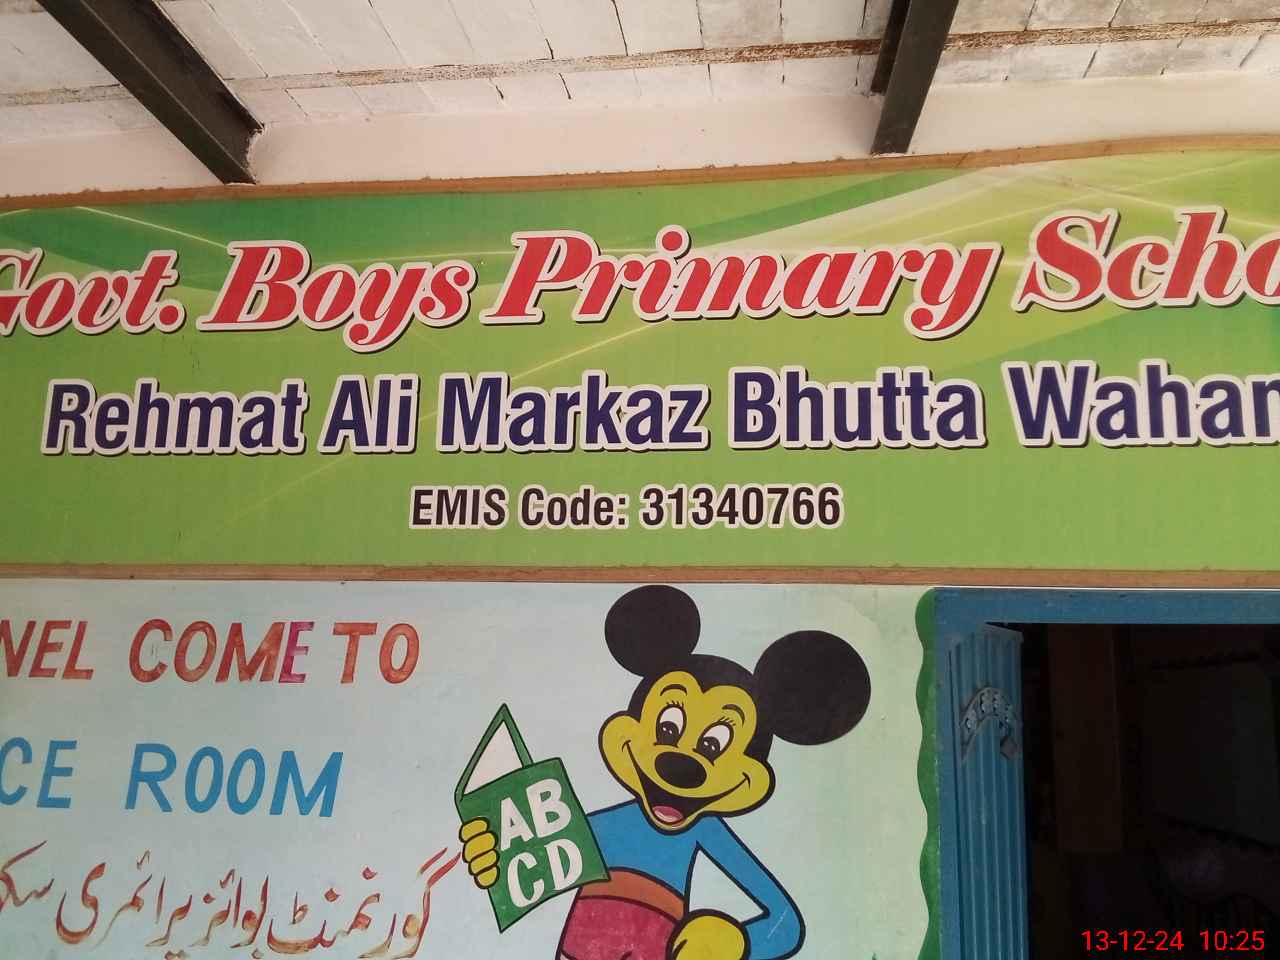 Govt. Boys Primary Scho
Rehmat Ali Markaz Bhutta Wahan
EMIS Code: 31340766
NEL COME TO
CE ROOM
گورنمنٹ بوائز پرائمری سکو
AB
CD
13-12-24 10:25